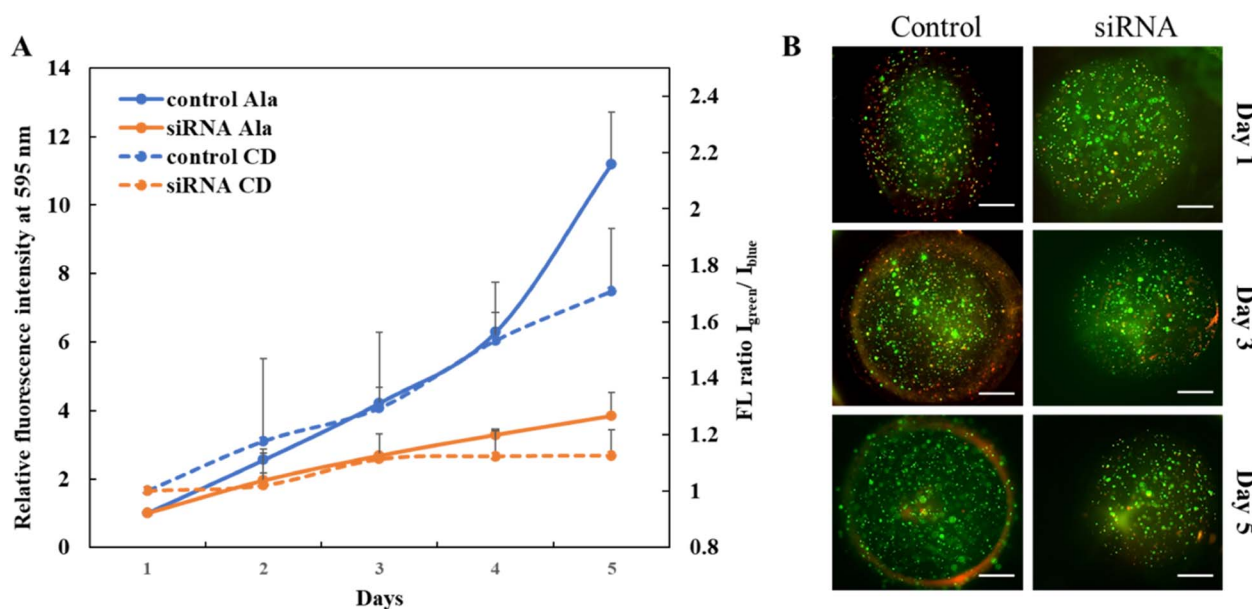 A
14
12
10
8
6
4
2
0
Relative fluorescence intensity at 595 nm
control Ala
siRNA Ala
control CD
siRNA CD
2.4
2.2
2
1.8
1.6
1.4
1.2
1
0.8
FL ratio I_green/ I_blue
1 2 3 4 5
Days
B
Control siRNA
Day 1
Day 3
Day 5